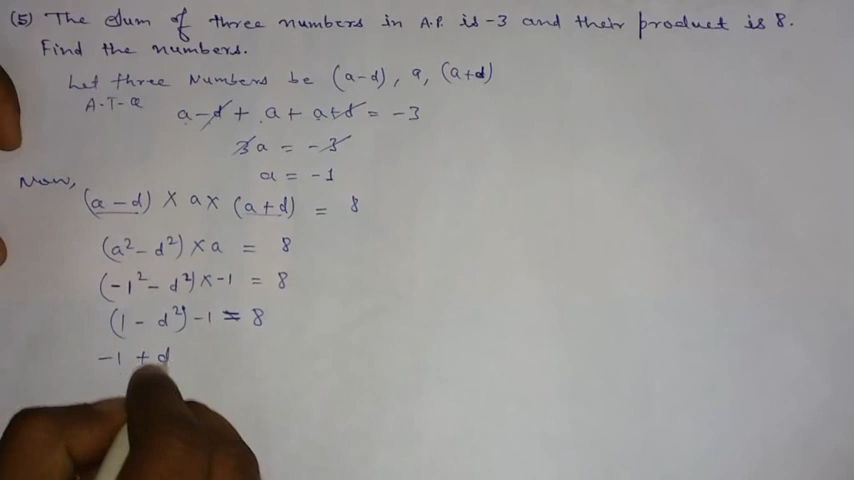 (5) The Sum of three numbers in A.P. is -3 and their product is 8.
Find the numbers.
Let three Numbers be (a-d), a, (a+d)
A-T-Q a-d + a + a+d = -3
3a = -3
a = -1
Now,
(a-d) × a × (a+d) = 8
(a²-d²) × a = 8
(-1²-d²) × -1 = 8
(1-d²) -1 = 8
-1 + d